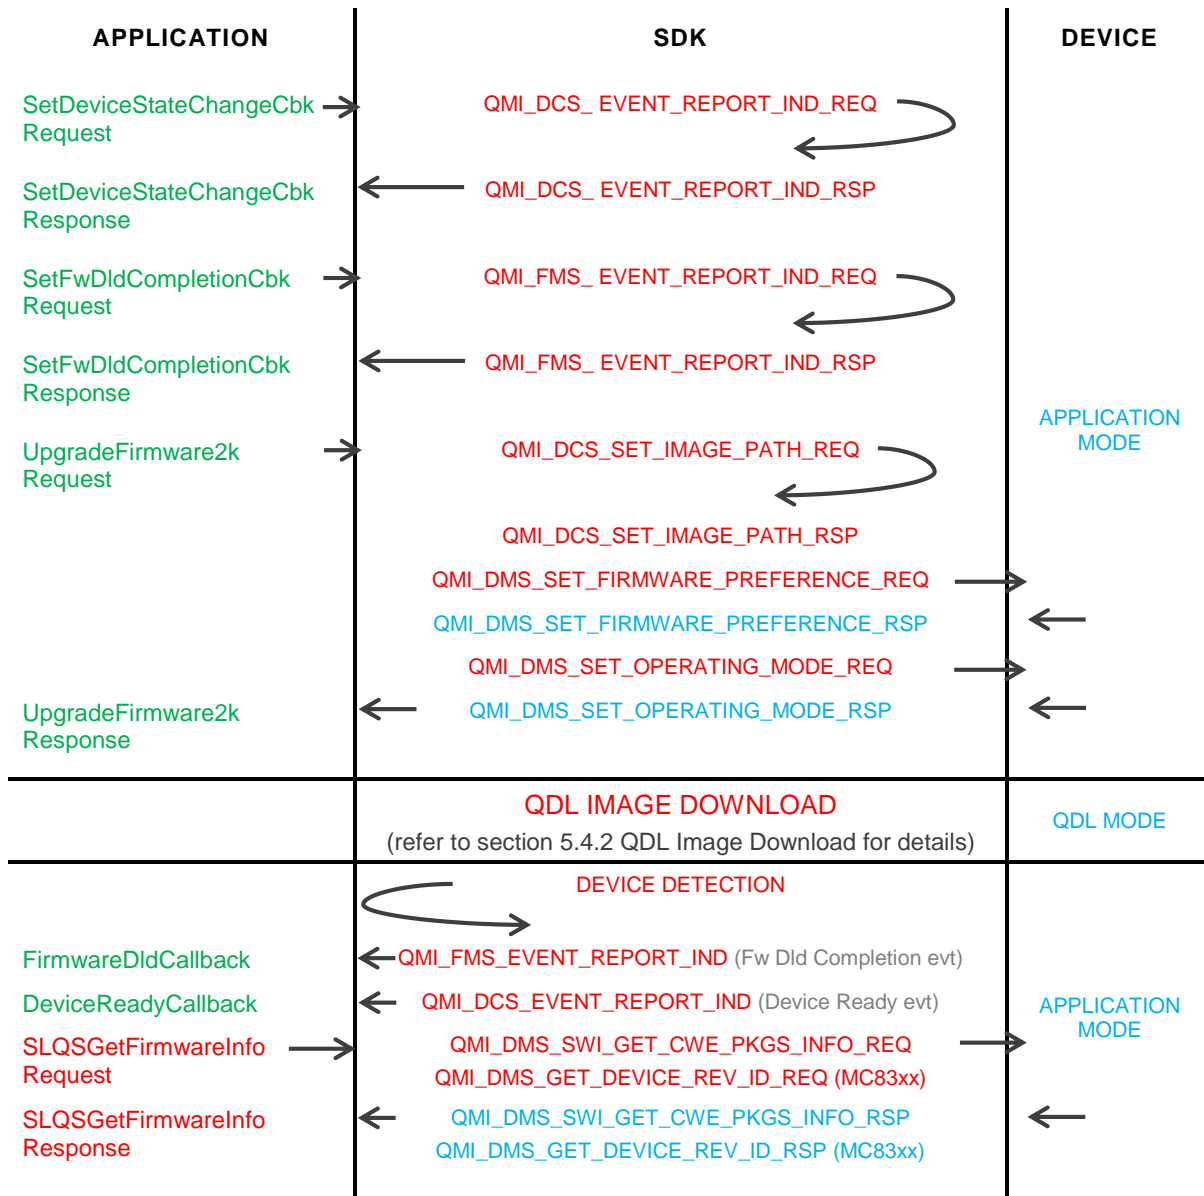 APPLICATION SDK DEVICE
SetDeviceStateChangeCbk QMI_DCS_ EVENT_REPORT_IND_REQ
Request
SetDeviceStateChangeCbk QMI_DCS_ EVENT_REPORT_IND_RSP
Response
SetFwDldCompletionCbk QMI_FMS_ EVENT_REPORT_IND_REQ
Request
SetFwDldCompletionCbk QMI_FMS_ EVENT_REPORT_IND_RSP
Response
APPLICATION
MODE
UpgradeFirmware2k QMI_DCS_SET_IMAGE_PATH_REQ
Request
QMI_DCS_SET_IMAGE_PATH_RSP
QMI_DMS_SET_FIRMWARE_PREFERENCE_REQ
QMI_DMS_SET_FIRMWARE_PREFERENCE_RSP
QMI_DMS_SET_OPERATING_MODE_REQ
UpgradeFirmware2k QMI_DMS_SET_OPERATING_MODE_RSP
Response
QDL IMAGE DOWNLOAD
(refer to section 5.4.2 QDL Image Download for details)
QDL MODE
DEVICE DETECTION
FirmwareDldCallback QMI_FMS_EVENT_REPORT_IND (Fw Dld Completion evt)
DeviceReadyCallback QMI_DCS_EVENT_REPORT_IND (Device Ready evt)
APPLICATION
MODE
SLQSGetFirmwareInfo QMI_DMS_SWI_GET_CWE_PKGS_INFO_REQ
Request QMI_DMS_GET_DEVICE_REV_ID_REQ (MC83xx)
SLQSGetFirmwareInfo QMI_DMS_SWI_GET_CWE_PKGS_INFO_RSP
Response QMI_DMS_GET_DEVICE_REV_ID_RSP (MC83xx)